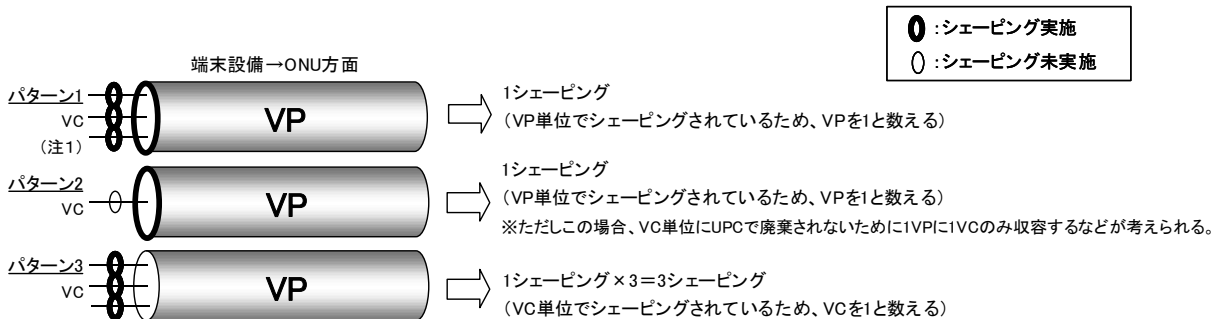 :シェーピング実施
:シェーピング未実施
端末設備→ONU方面
パターン1
VC
(注1)
VP
1シェーピング
(VP単位でシェーピングされているため、VPを1と数える)
パターン2
VC
VP
1シェーピング
(VP単位でシェーピングされているため、VPを1と数える)
※ただしこの場合、VC単位にUPCで廃棄されないために1VPに1VCのみ収容するなどが考えられる。
パターン3
VC
VP
1シェーピング×3=3シェーピング
(VC単位でシェーピングされているため、VCを1と数える)